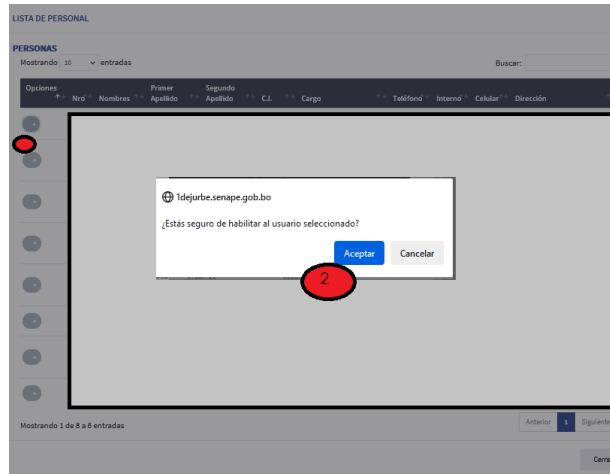 LISTA DE PERSONAL
PERSONAS
Mostrando 10 entradas
Buscar:
Opciones Nro Nombres Primer Apellido Segundo Apellido C.I. Cargo Teléfono Interno Celular Dirección
1dejurbe.senape.gob.bo
¿Estás seguro de habilitar al usuario seleccionado?
Aceptar Cancelar
2
Mostrando 1 de 8 a 8 entradas
Anterior 1 Siguiente
Cerra